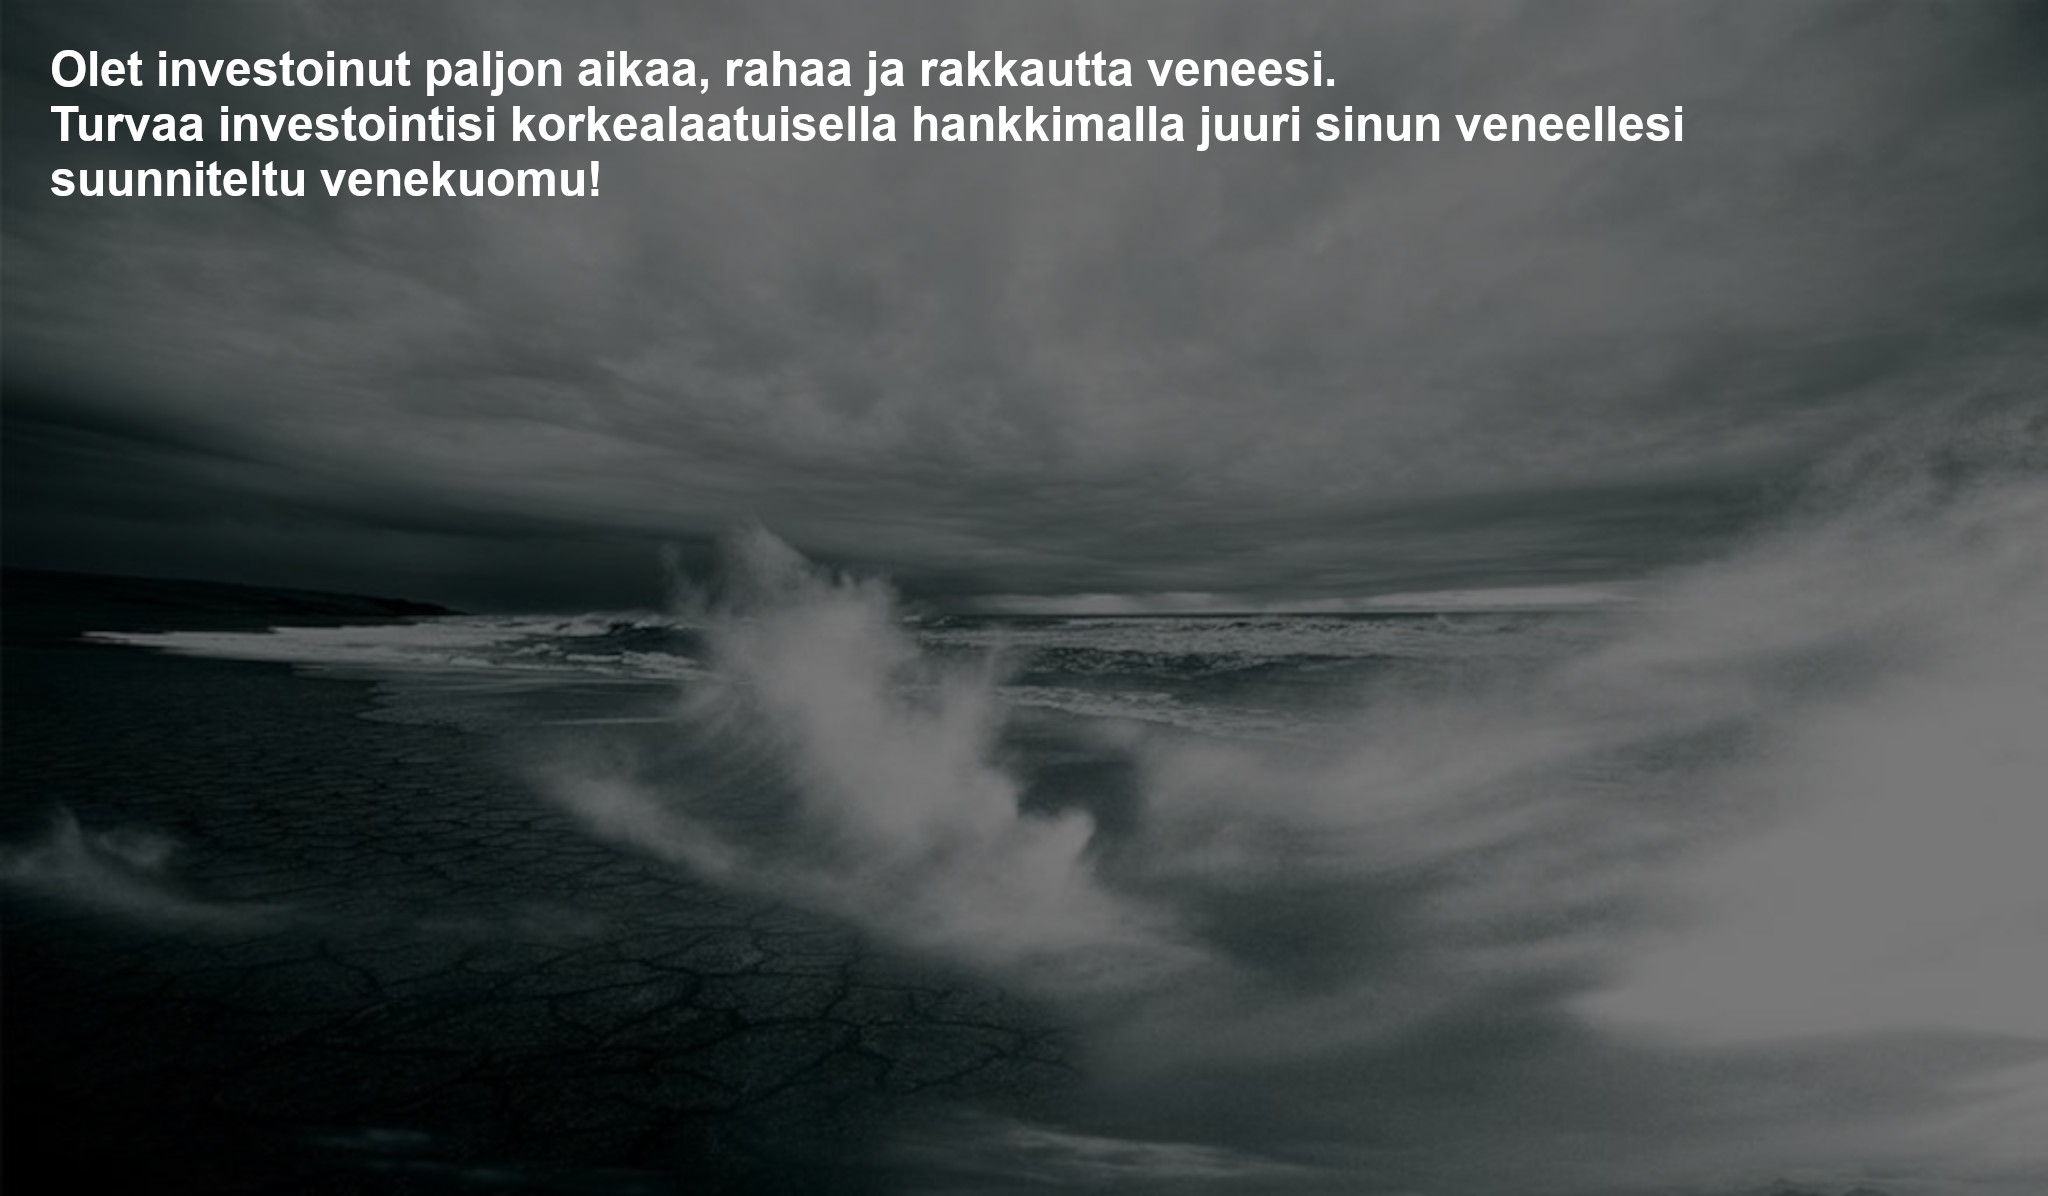 Olet investoinut paljon aikaa, rahaa ja rakkautta veneesi.
Turvaa investointisi korkealaatuisella hankkimalla juuri sinun veneellesi
suunniteltu venekuomu!